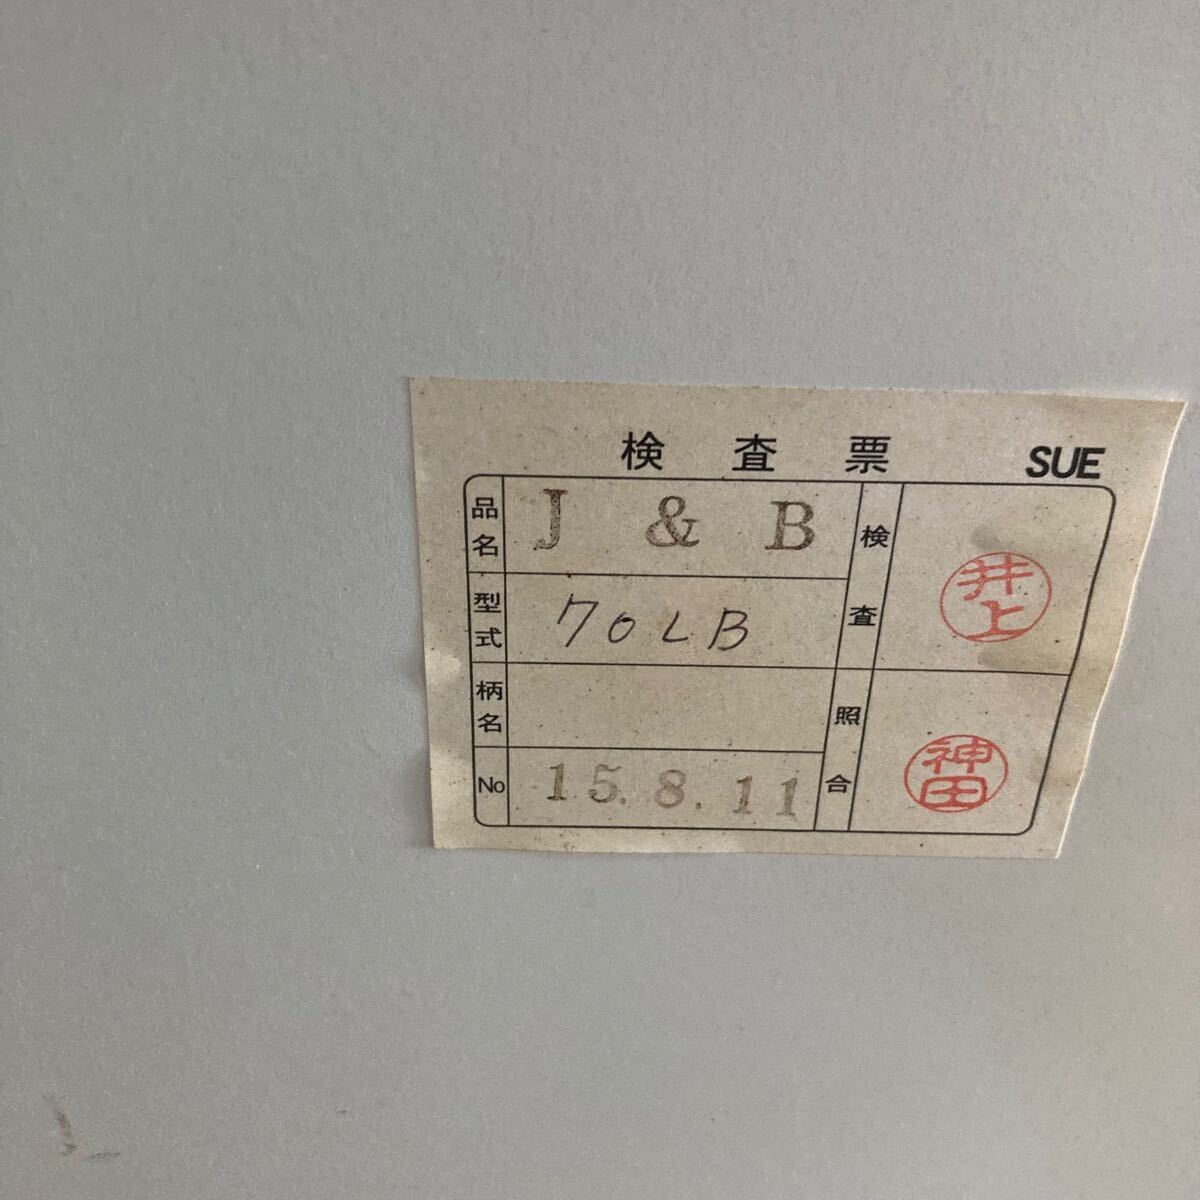 検査票 SUE
品名 J & B
型式 70LB
柄名
No 15.8.11
検査 井上
照合 神田